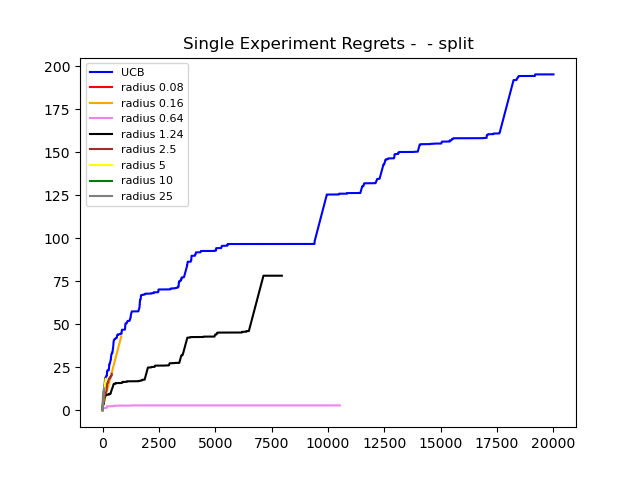 Single Experiment Regrets -  - split
200
175
150
125
100
75
50
25
0
UCB
radius 0.08
radius 0.16
radius 0.64
radius 1.24
radius 2.5
radius 5
radius 10
radius 25
0 2500 5000 7500 10000 12500 15000 17500 20000